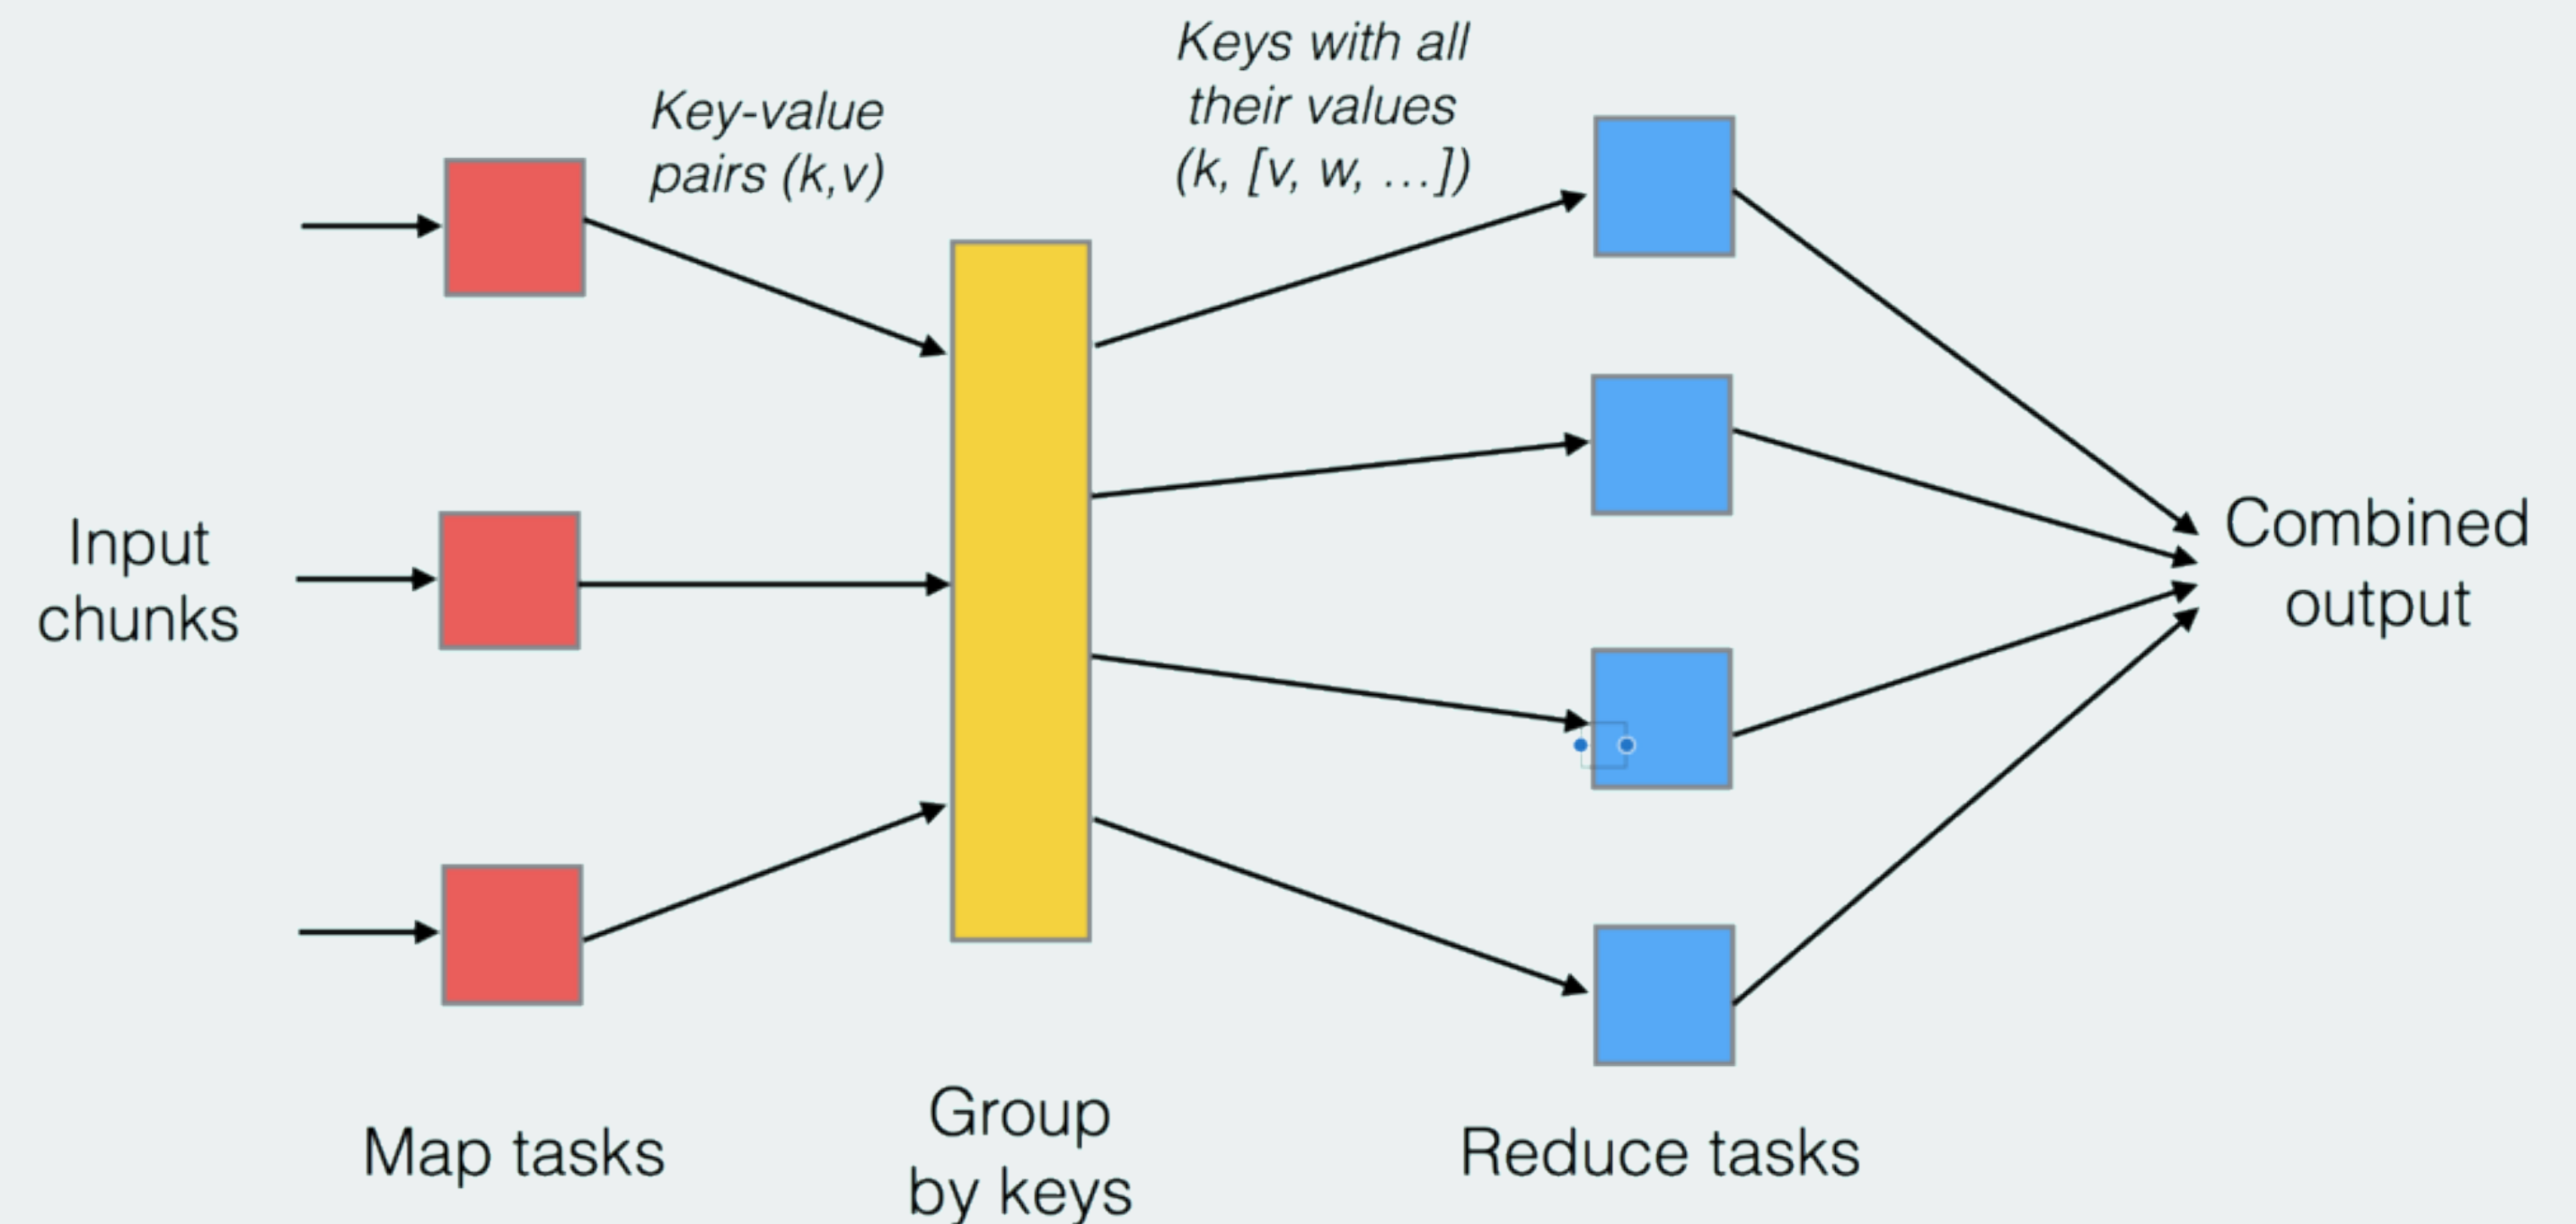 Keys with all
their values
(k, [v, w, …])
Key-value
pairs (k,v)
Input
chunks
Combined
output
Map tasks
Group
by keys
Reduce tasks